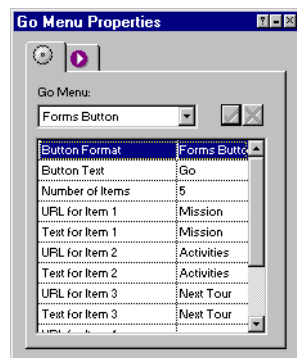 Go Menu Properties
Go Menu:
Forms Button
Button Format Forms Butto
Button Text Go
Number of Items 5
URL for Item 1 Mission
Text for Item 1 Mission
URL for Item 2 Activities
Text for Item 2 Activities
URL for Item 3 Next Tour
Text for Item 3 Next Tour